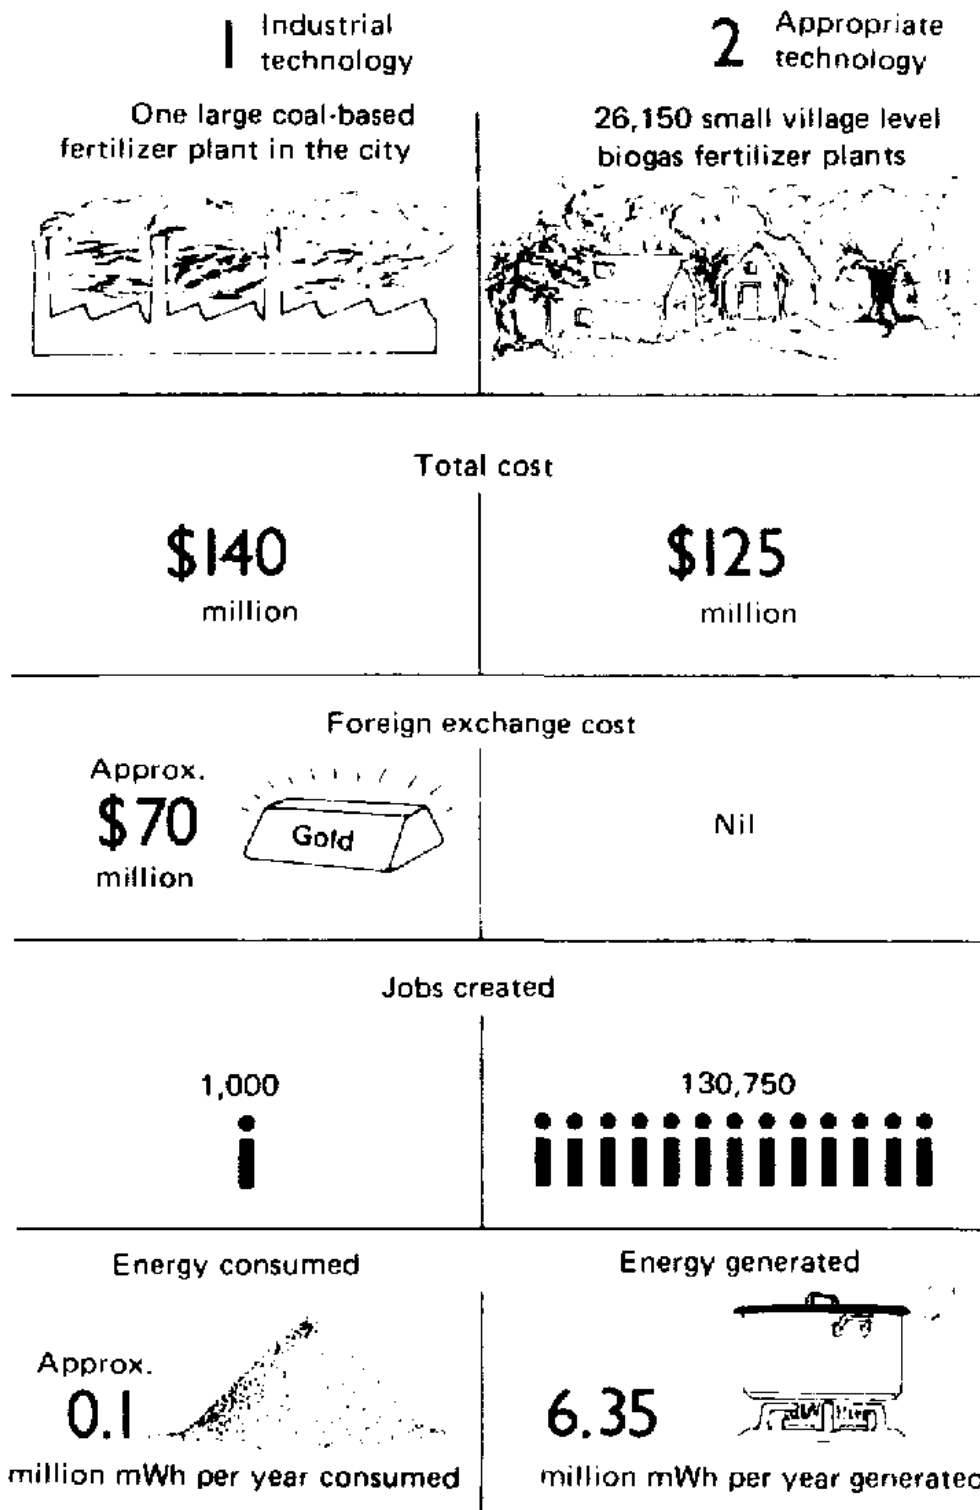 1 Industrial
technology
2 Appropriate
technology
One large coal-based
fertilizer plant in the city
26,150 small village level
biogas fertilizer plants
Total cost
$140
million
$125
million
Foreign exchange cost
Approx.
$70
million
Gold
Nil
Jobs created
1,000
130,750
Energy consumed
Approx.
0.1
million mWh per year consumed
Energy generated
6.35
million mWh per year generated